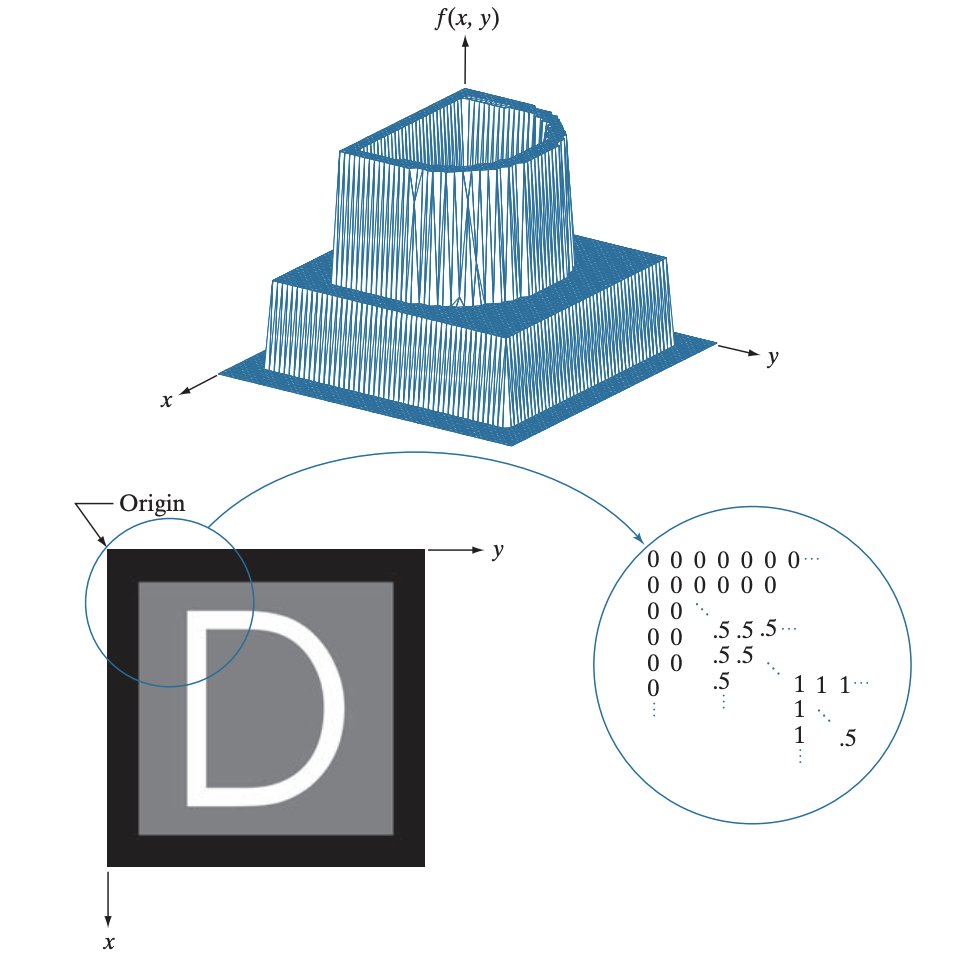 f(x, y)
y
x
Origin
y
0 0 0 0 0 0 0 ⋯
0 0 0 0 0 0
0 0 ⋱
0 0 .5 .5 .5 ⋯
0 0 .5 .5 ⋱
0 .5 1 1 1 ⋯
⋮ ⋮ 1 ⋱
1 .5
⋮
D
x